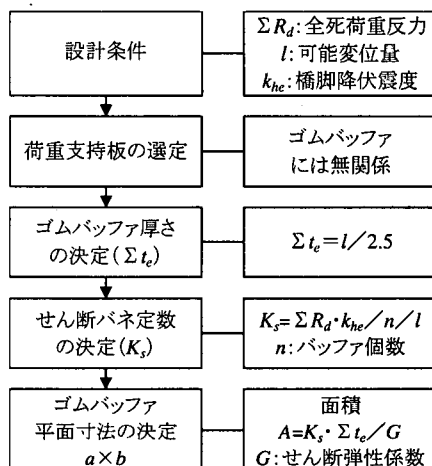 設計条件
ΣR_d:全死荷重反力
l:可能変位量
k_he:橋脚降伏震度
荷重支持板の選定
ゴムバッファ
には無関係
ゴムバッファ厚さ
の決定(Σt_e)
Σt_e=l/2.5
せん断バネ定数
の決定(K_s)
K_s=ΣR_d・k_he/n/l
n:バッファ個数
ゴムバッファ
平面寸法の決定
a×b
面積
A=K_s・Σt_e/G
G:せん断弾性係数